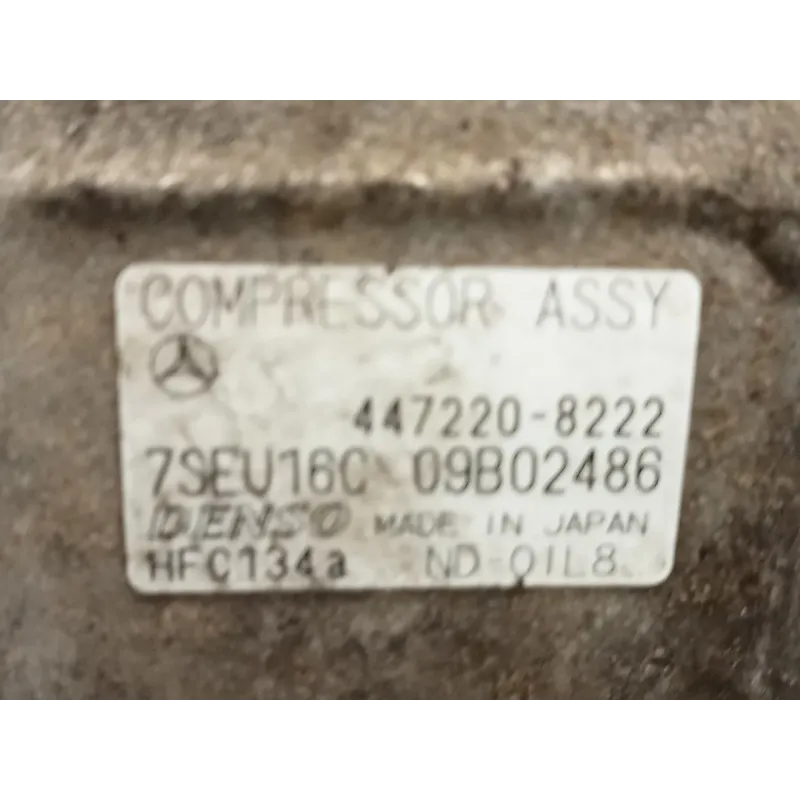 COMPRESSOR ASSY
447220-8222
7SEU16C 09B02486
DENSO MADE IN JAPAN
HFC134a ND-OIL8